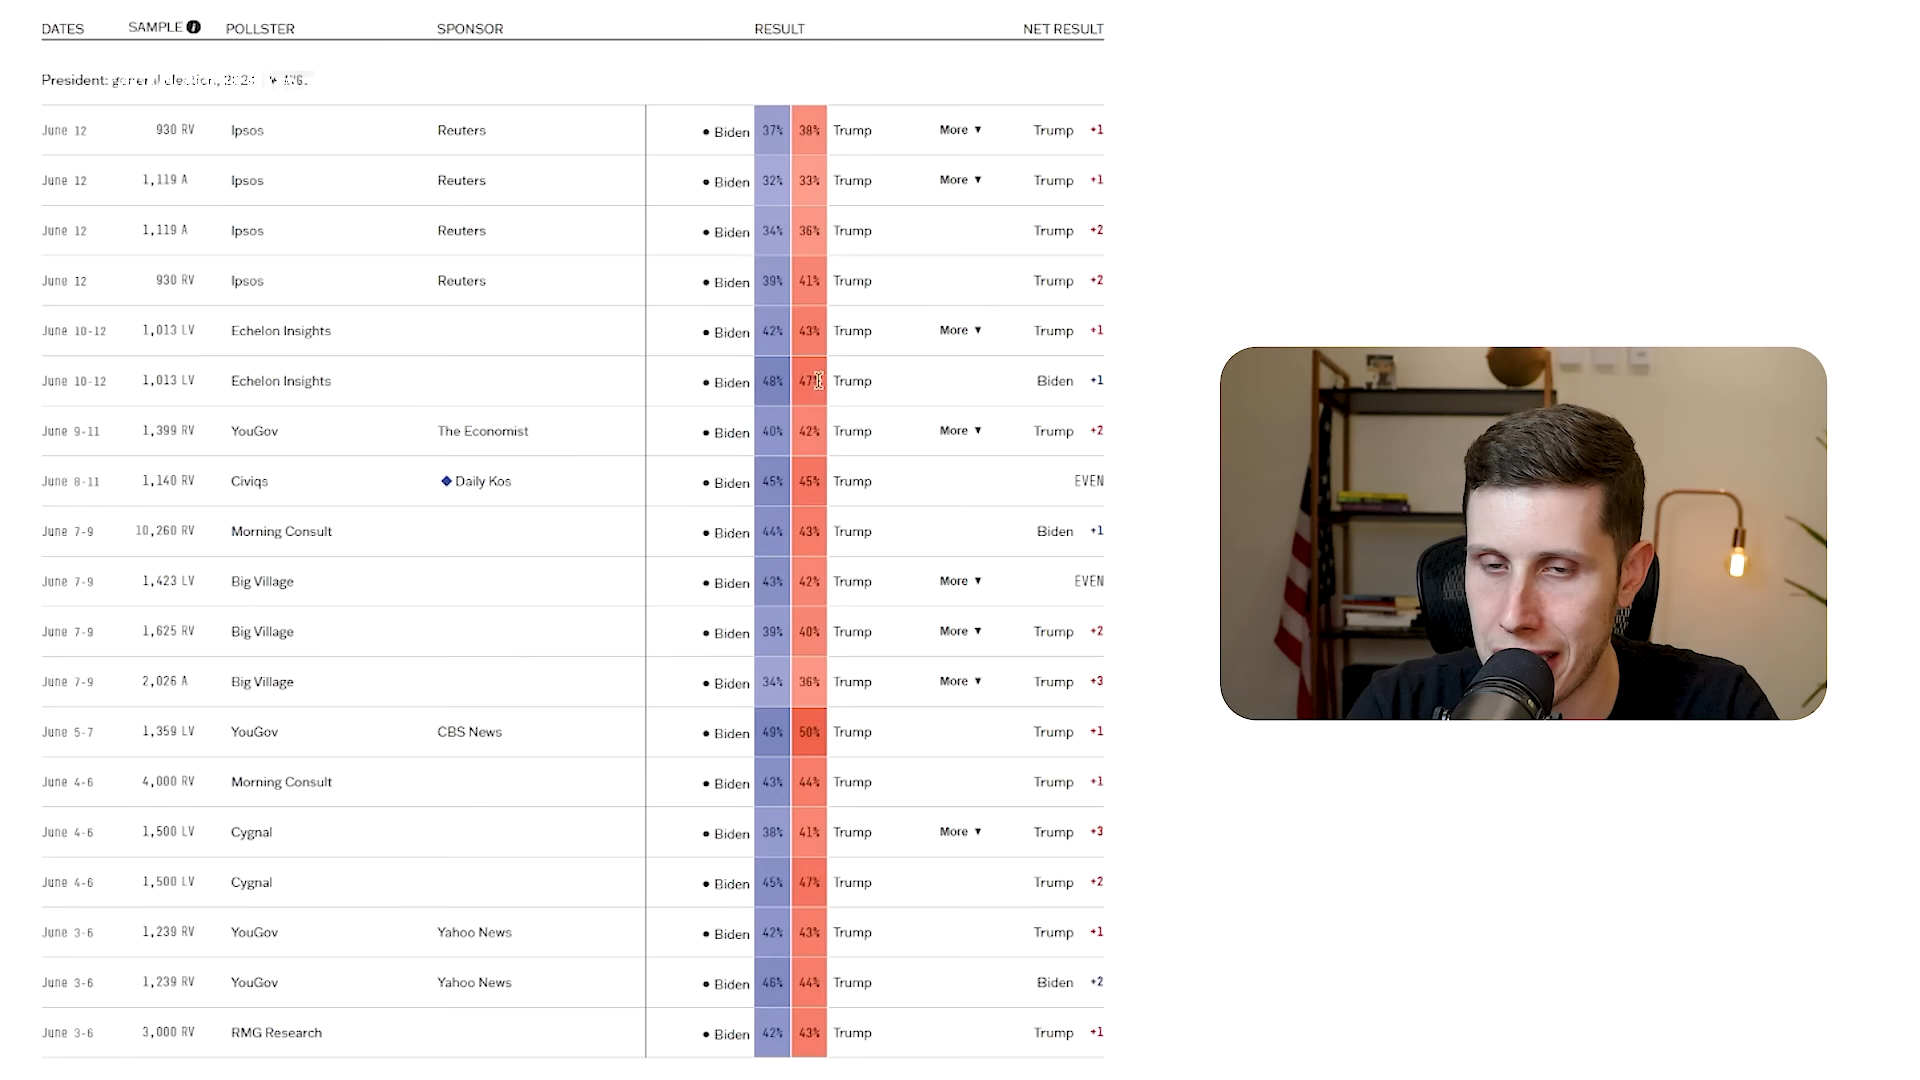 DATES SAMPLE POLLSTER SPONSOR RESULT NET RESULT
President: general election, 2024
June 12 930 RV Ipsos Reuters Biden 37% 38% Trump More ▼ Trump +1
June 12 1,119 A Ipsos Reuters Biden 32% 33% Trump More ▼ Trump +1
June 12 1,119 A Ipsos Reuters Biden 34% 36% Trump Trump +2
June 12 930 RV Ipsos Reuters Biden 39% 41% Trump Trump +2
June 10-12 1,013 LV Echelon Insights Biden 42% 43% Trump More ▼ Trump +1
June 10-12 1,013 LV Echelon Insights Biden 48% 47 Trump Biden +1
June 9-11 1,399 RV YouGov The Economist Biden 40% 42% Trump More ▼ Trump +2
June 8-11 1,140 RV Civiqs Daily Kos Biden 45% 45% Trump EVEN
June 7-9 10,260 RV Morning Consult Biden 44% 43% Trump Biden +1
June 7-9 1,423 LV Big Village Biden 43% 42% Trump More ▼ EVEN
June 7-9 1,625 RV Big Village Biden 39% 40% Trump More ▼ Trump +2
June 7-9 2,026 A Big Village Biden 34% 36% Trump More ▼ Trump +3
June 5-7 1,359 LV YouGov CBS News Biden 49% 50% Trump Trump +1
June 4-6 4,000 RV Morning Consult Biden 43% 44% Trump Trump +1
June 4-6 1,500 LV Cygnal Biden 38% 41% Trump More ▼ Trump +3
June 4-6 1,500 LV Cygnal Biden 45% 47% Trump Trump +2
June 3-6 1,239 RV YouGov Yahoo News Biden 42% 43% Trump Trump +1
June 3-6 1,239 RV YouGov Yahoo News Biden 46% 44% Trump Biden +2
June 3-6 3,000 RV RMG Research Biden 42% 43% Trump Trump +1